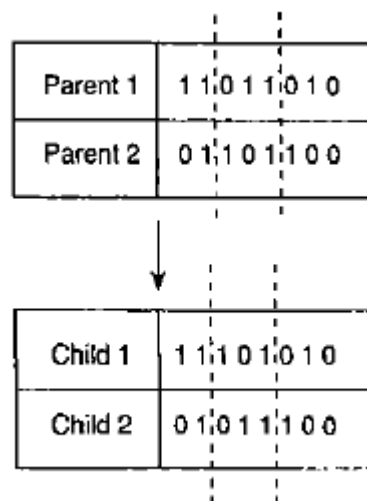 Parent 1 1 1 0 1 1 0 1 0
Parent 2 0 1 1 0 1 1 0 0
Child 1 1 1 1 0 1 0 1 0
Child 2 0 1 0 1 1 1 0 0